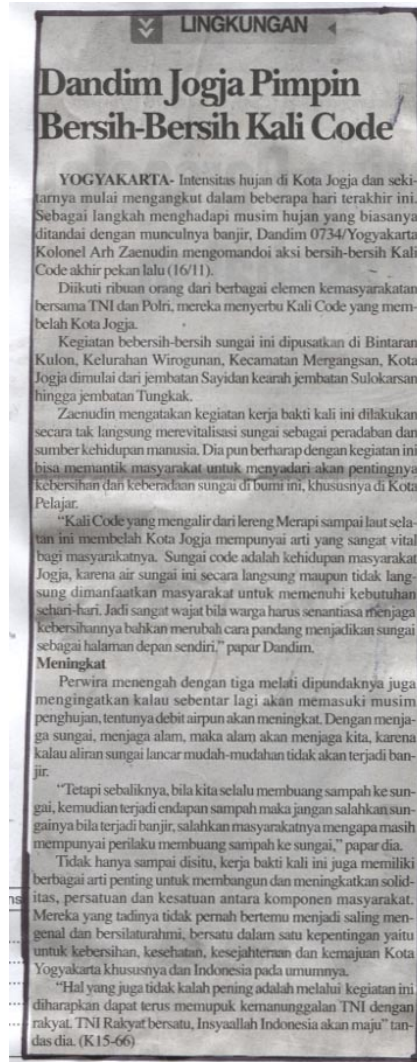 LINGKUNGAN
Dandim Jogja Pimpin
Bersih-Bersih Kali Code
YOGYAKARTA- Intensitas hujan di Kota Jogja dan seki-
tarnya mulai mengangkut dalam beberapa hari terakhir ini.
Sebagai langkah menghadapi musim hujan yang biasanya
ditandai dengan munculnya banjir, Dandim 0734/Yogyakarta
Kolonel Arh Zaenudin mengomandoi aksi bersih-bersih Kali
Code akhir pekan lalu (16/11).
Diikuti ribuan orang dari berbagai elemen kemasyarakatan
bersama TNI dan Polri, mereka menyerbu Kali Code yang mem-
belah Kota Jogja.
Kegiatan bebersih-bersih sungai ini dipusatkan di Bintaran
Kulon, Kelurahan Wirogunan, Kecamatan Mergangsan, Kota
Jogja dimulai dari jembatan Sayidan kearah jembatan Sulokarsan
hingga jembatan Tungkak.
Zaenudin mengatakan kegiatan kerja bakti kali ini dilakukan
secara tak langsung merevitalisasi sungai sebagai peradaban dan
sumber kehidupan manusia. Dia pun berharap dengan kegiatan ini
bisa memantik masyarakat untuk menyadari akan pentingnya
kebersihan dan keberadaan sungai di bumi ini, khususnya di Kota
Pelajar.
“Kali Code yang mengalir dari lereng Merapi sampai laut sela-
tan ini membelah Kota Jogja mempunyai arti yang sangat vital
bagi masyarakatnya. Sungai code adalah kehidupan masyarakat
Jogja, karena air sungai ini secara langsung maupun tidak lang-
sung dimanfaatkan masyarakat untuk memenuhi kebutuhan
sehari-hari. Jadi sangat wajat bila warga harus senantiasa menjaga
kebersihannya bahkan merubah cara pandang menjadikan sungai
sebagai halaman depan sendiri,” papar Dandim.
Meningkat
Perwira menengah dengan tiga melati dipundaknya juga
mengingatkan kalau sebentar lagi akan memasuki musim
penghujan, tentunya debit airpun akan meningkat. Dengan menja-
ga sungai, menjaga alam, maka alam akan menjaga kita, karena
kalau aliran sungai lancar mudah-mudahan tidak akan terjadi ban-
jir.
“Tetapi sebaliknya, bila kita selalu membuang sampah ke sun-
gai, kemudian terjadi endapan sampah maka jangan salahkan sun-
gainya bila terjadi banjir, salahkan masyarakatnya mengapa masih
mempunyai perilaku membuang sampah ke sungai,” papar dia.
Tidak hanya sampai disitu, kerja bakti kali ini juga memiliki
berbagai arti penting untuk membangun dan meningkatkan solid-
itas, persatuan dan kesatuan antara komponen masyarakat.
Mereka yang tadinya tidak pernah bertemu menjadi saling men-
genal dan bersilaturahmi, bersatu dalam satu kepentingan yaitu
untuk kebersihan, kesehatan, kesejahteraan dan kemajuan Kota
Yogyakarta khususnya dan Indonesia pada umumnya.
“Hal yang juga tidak kalah pening adalah melalui kegiatan ini
diharapkan dapat terus memupuk kemanunggalan TNI dengan
rakyat. TNI Rakyat bersatu, Insyaallah Indonesia akan maju” tan-
das dia. (K15-66)